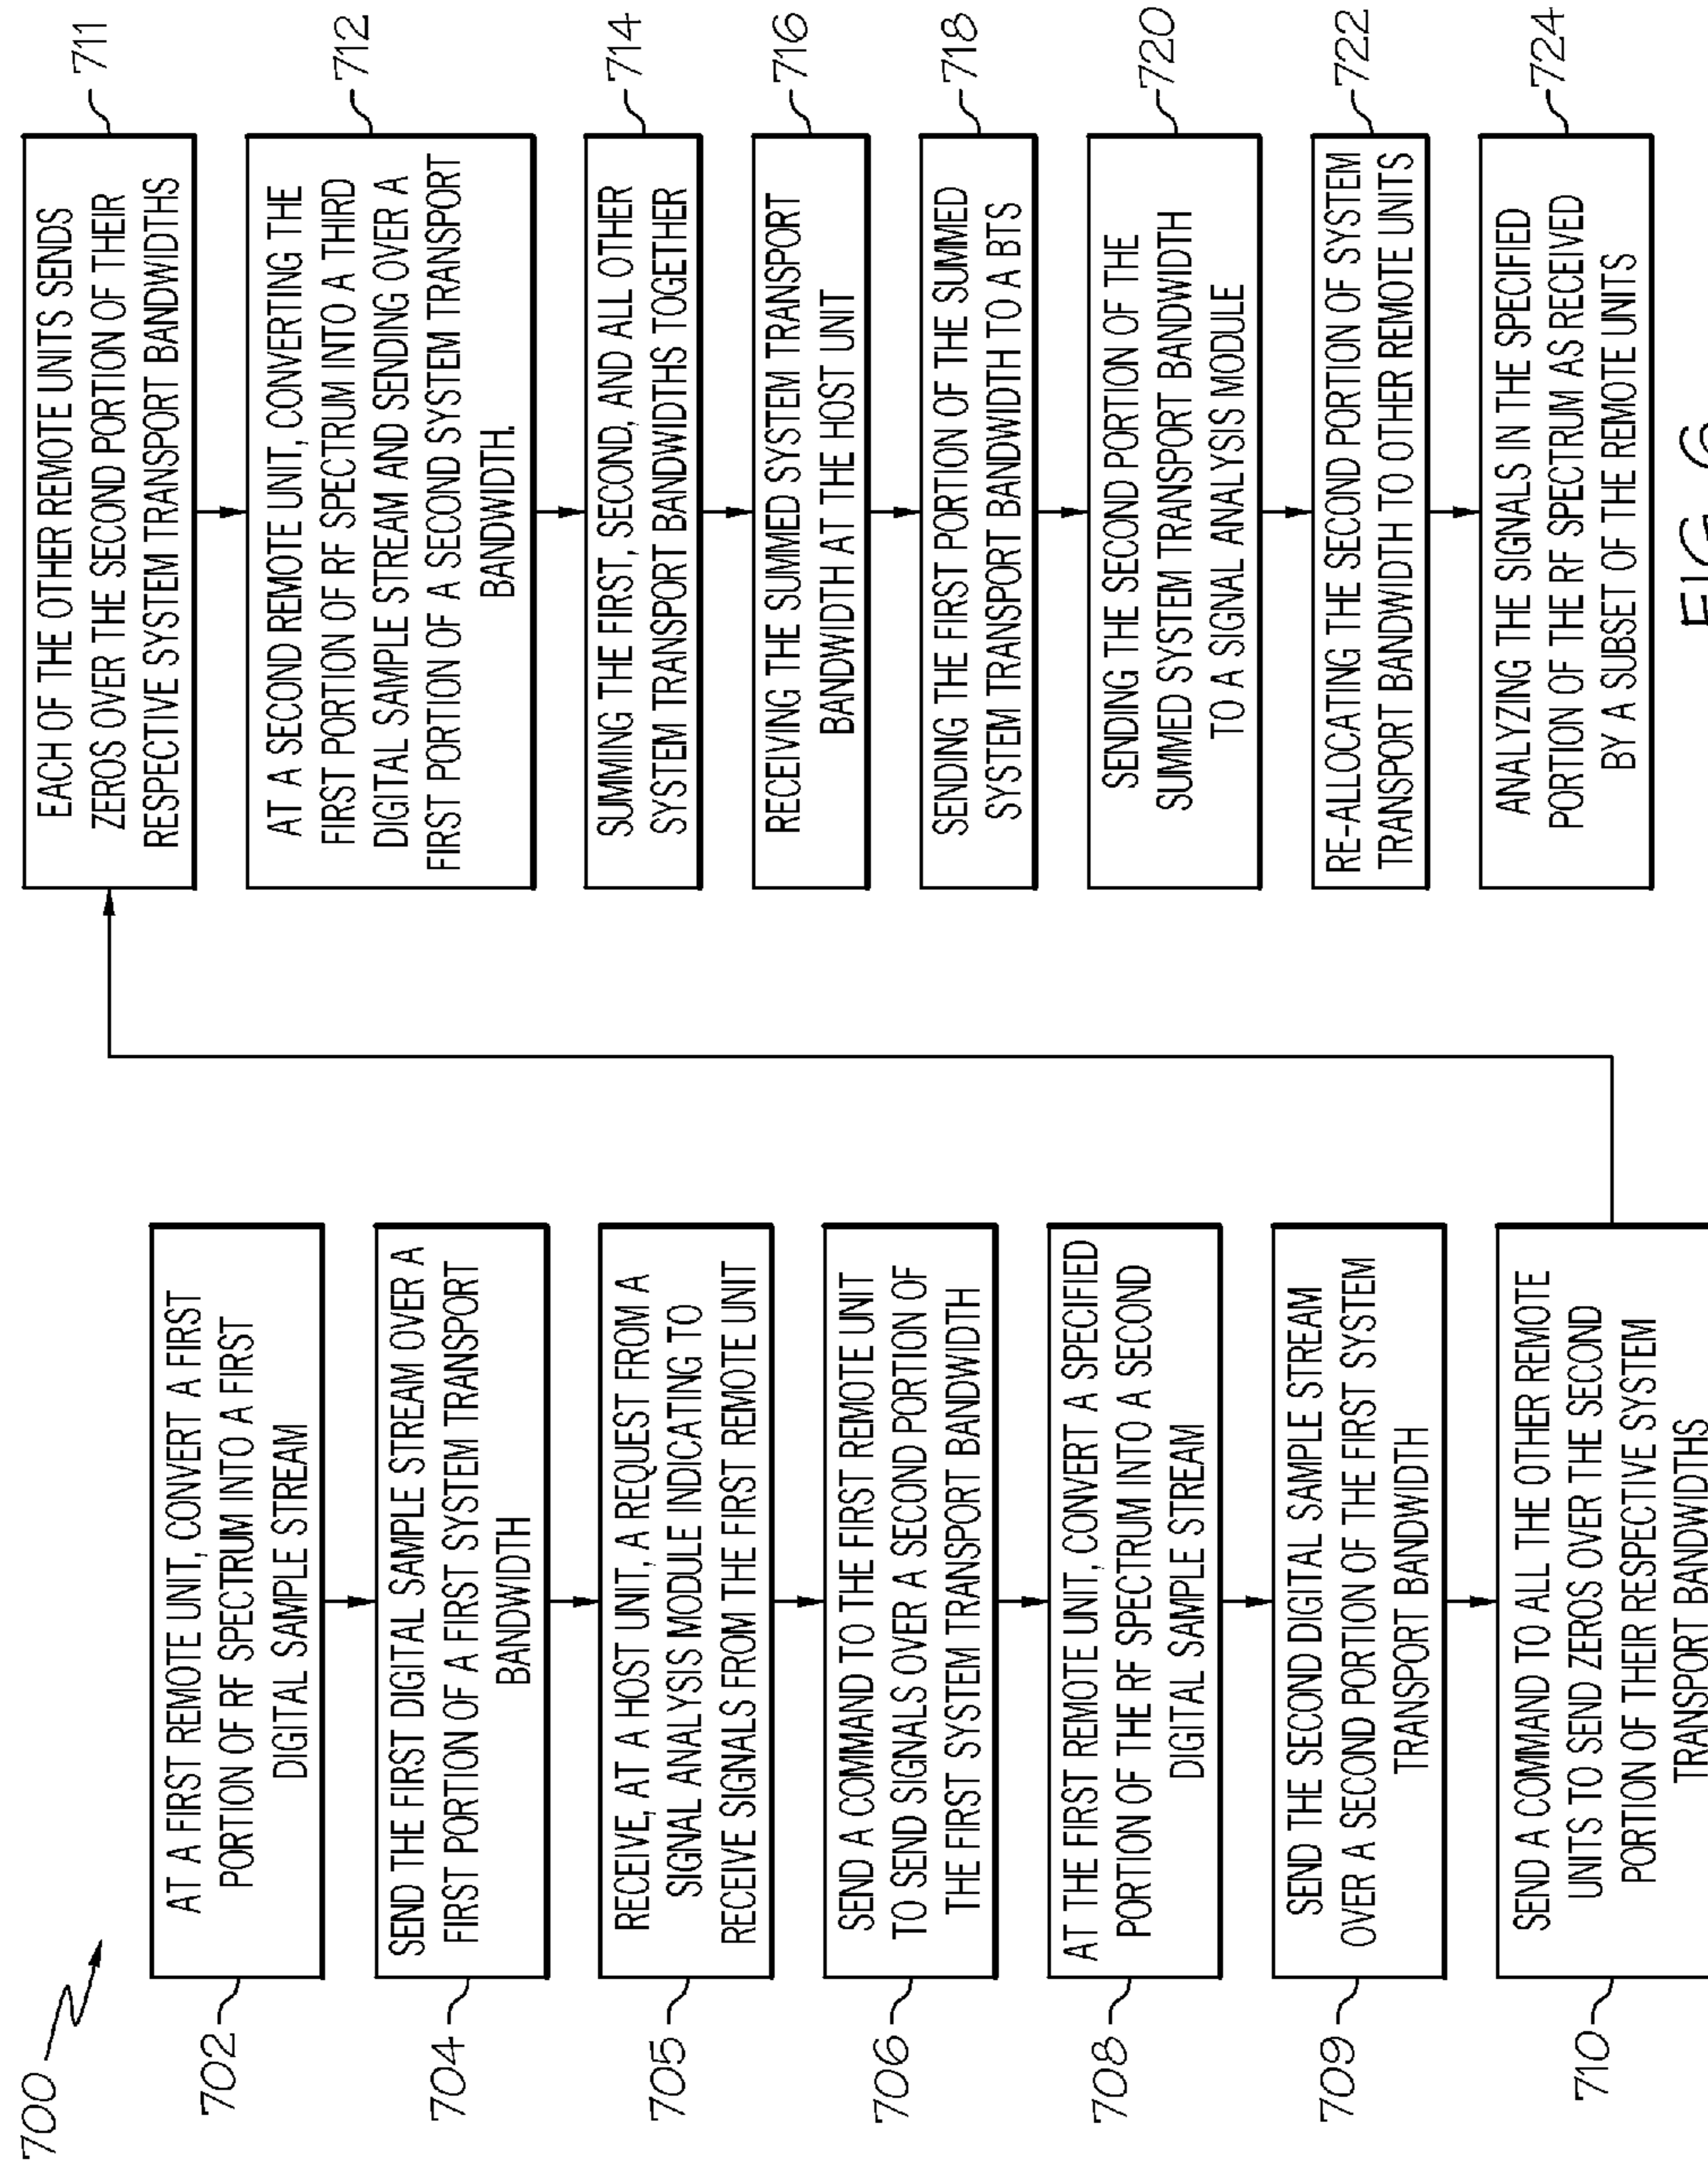 700
702
AT A FIRST REMOTE UNIT, CONVERT A FIRST
PORTION OF RF SPECTRUM INTO A FIRST
DIGITAL SAMPLE STREAM
704
SEND THE FIRST DIGITAL SAMPLE STREAM OVER A
FIRST PORTION OF A FIRST SYSTEM TRANSPORT
BANDWIDTH
705
RECEIVE, AT A HOST UNIT, A REQUEST FROM A
SIGNAL ANALYSIS MODULE INDICATING TO
RECEIVE SIGNALS FROM THE FIRST REMOTE UNIT
706
SEND A COMMAND TO THE FIRST REMOTE UNIT
TO SEND SIGNALS OVER A SECOND PORTION OF
THE FIRST SYSTEM TRANSPORT BANDWIDTH
708
AT THE FIRST REMOTE UNIT, CONVERT A SPECIFIED
PORTION OF THE RF SPECTRUM INTO A SECOND
DIGITAL SAMPLE STREAM
709
SEND THE SECOND DIGITAL SAMPLE STREAM
OVER A SECOND PORTION OF THE FIRST SYSTEM
TRANSPORT BANDWIDTH
710
SEND A COMMAND TO ALL THE OTHER REMOTE
UNITS TO SEND ZEROS OVER THE SECOND
PORTION OF THEIR RESPECTIVE SYSTEM
TRANSPORT BANDWIDTHS
711
EACH OF THE OTHER REMOTE UNITS SENDS
ZEROS OVER THE SECOND PORTION OF THEIR
RESPECTIVE SYSTEM TRANSPORT BANDWIDTHS
712
AT A SECOND REMOTE UNIT, CONVERTING THE
FIRST PORTION OF RF SPECTRUM INTO A THIRD
DIGITAL SAMPLE STREAM AND SENDING OVER A
FIRST PORTION OF A SECOND SYSTEM TRANSPORT
BANDWIDTH.
714
SUMMING THE FIRST, SECOND, AND ALL OTHER
SYSTEM TRANSPORT BANDWIDTHS TOGETHER
716
RECEIVING THE SUMMED SYSTEM TRANSPORT
BANDWIDTH AT THE HOST UNIT
718
SENDING THE FIRST PORTION OF THE SUMMED
SYSTEM TRANSPORT BANDWIDTH TO A BTS
720
SENDING THE SECOND PORTION OF THE
SUMMED SYSTEM TRANSPORT BANDWIDTH
TO A SIGNAL ANALYSIS MODULE
722
RE-ALLOCATING THE SECOND PORTION OF SYSTEM
TRANSPORT BANDWIDTH TO OTHER REMOTE UNITS
724
ANALYZING THE SIGNALS IN THE SPECIFIED
PORTION OF THE RF SPECTRUM AS RECEIVED
BY A SUBSET OF THE REMOTE UNITS
FIG. 6